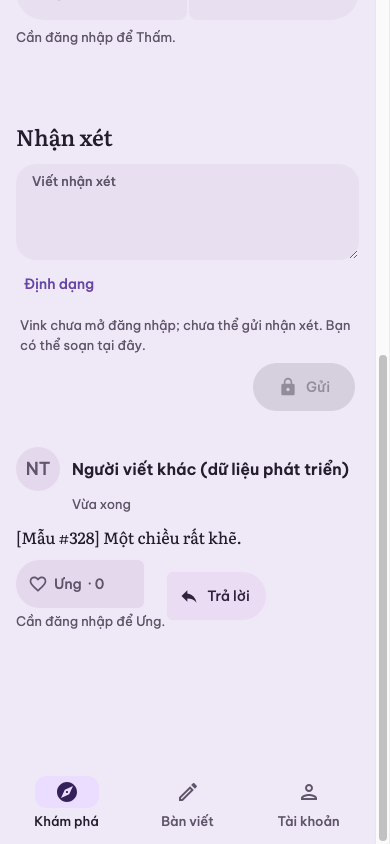 Cần đăng nhập để Thấm.
Nhận xét
Viết nhận xét
Định dạng
Vink chưa mở đăng nhập; chưa thể gửi nhận xét. Bạn
có thể soạn tại đây.
Gửi
NT
Người viết khác (dữ liệu phát triển)
Vừa xong
[Mẫu #328] Một chiều rất khẽ.
Ưng · 0
Trả lời
Cần đăng nhập để Ưng.
Khám phá
Bàn viết
Tài khoản